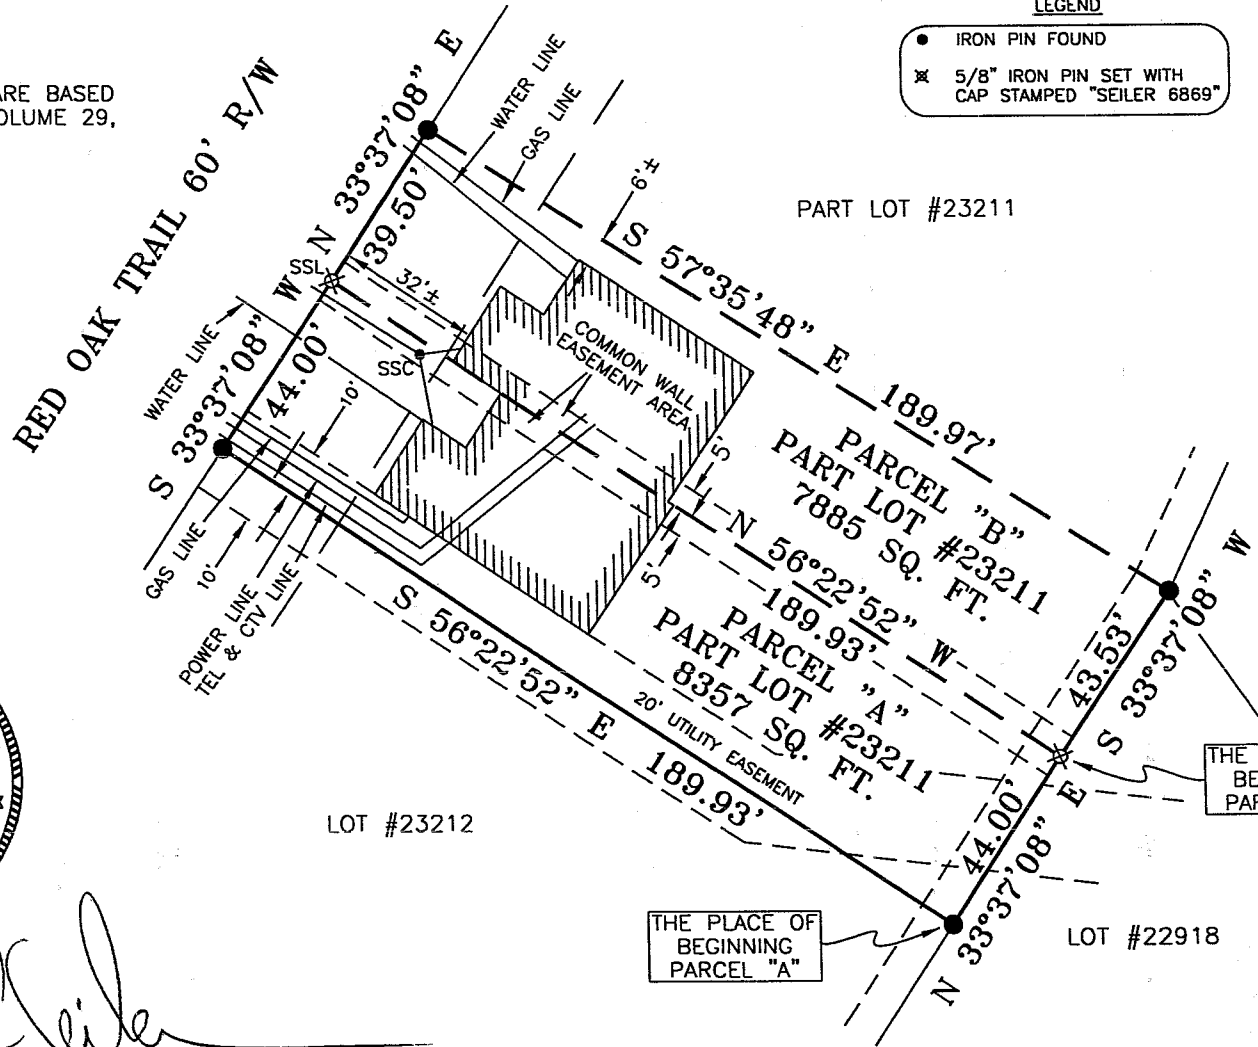 LEGEND
IRON PIN FOUND
5/8" IRON PIN SET WITH
CAP STAMPED "SEILER 6869"
ARE BASED
OLUME 29,
RED OAK TRAIL 60' R/W
N 33°37'08" E
39.50'
WATER LINE
GAS LINE
6'±
PART LOT #23211
S 57°35'48" E 189.97'
SSL
32'±
SSC
COMMON WALL
EASEMENT AREA
WATER LINE
S 33°37'08" W
44.00'
10'
5'
5'
PARCEL "B"
PART LOT #23211
7885 SQ. FT.
N 56°22'52" W
189.93'
PARCEL "A"
PART LOT #23211
8357 SQ. FT.
GAS LINE
10'
POWER LINE
TEL & CTV LINE
S 56°22'52" E 189.93'
20' UTILITY EASEMENT
43.53'
S 33°37'08" W
44.00'
N 33°37'08" E
THE
BE
PAR
LOT #23212
THE PLACE OF
BEGINNING
PARCEL "A"
LOT #22918
Seiler